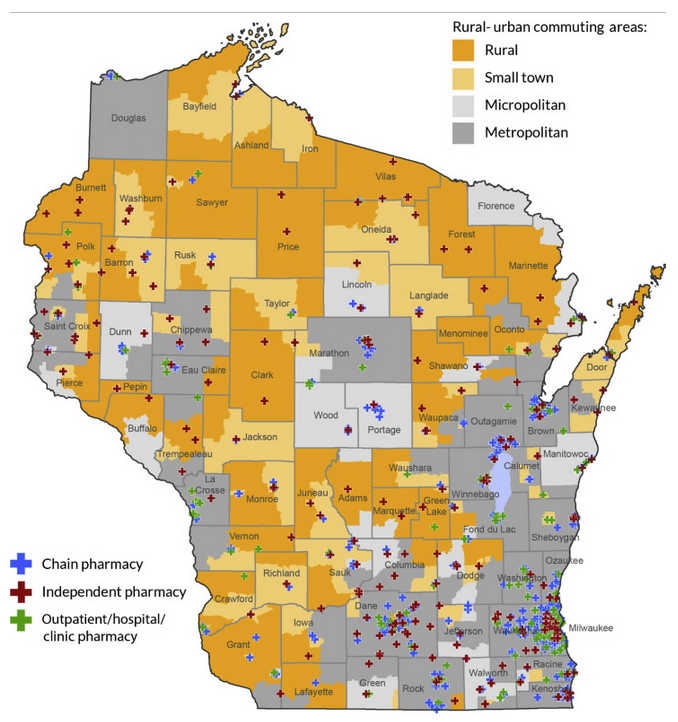 Rural- urban commuting areas:
Rural
Small town
Micropolitan
Metropolitan
Douglas
Bayfield
Ashland
Iron
Vilas
Florence
Burnett
Washburn
Sawyer
Oneida
Forest
Polk
Barron
Rusk
Price
Marinette
Lincoln
Langlade
Taylor
Saint Croix
Dunn
Chippewa
Marathon
Menominee
Oconto
Door
Pierce
Eau Claire
Clark
Shawano
Pepin
Kewaunee
Buffalo
Trempealeau
Jackson
Wood
Portage
Waupaca
Outagamie
Brown
La
Crosse
Monroe
Juneau
Adams
Waushara
Winnebago
Calumet
Manitowoc
Marquette
Green
Lake
Fond du Lac
Sheboygan
Vernon
Chain pharmacy
Independent pharmacy
Outpatient/hospital/
clinic pharmacy
Richland
Sauk
Columbia
Dodge
Washington
Ozaukee
Crawford
Iowa
Dane
Jefferson
Waukesha
Milwaukee
Grant
Lafayette
Green
Rock
Walworth
Racine
Kenosha